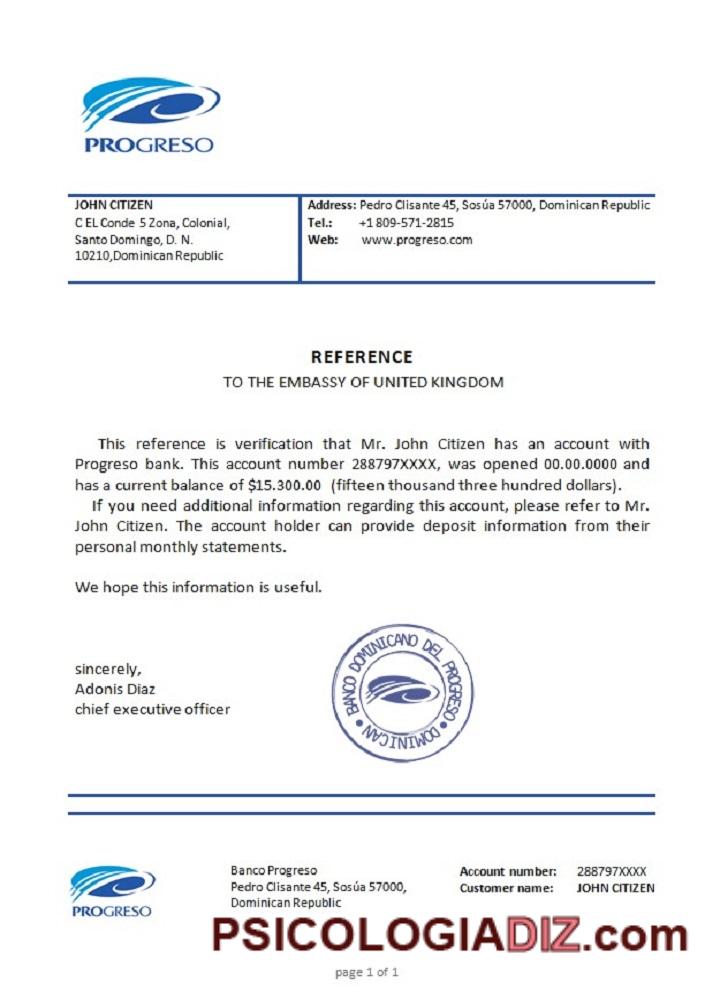 PROGRESO
JOHN CITIZEN
C EL Conde 5 Zona, Colonial,
Santo Domingo, D. N.
10210,Dominican Republic
Address: Pedro Clisante 45, Sosúa 57000, Dominican Republic
Tel.: +1 809-571-2815
Web: www.progreso.com
REFERENCE
TO THE EMBASSY OF UNITED KINGDOM
This reference is verification that Mr. John Citizen has an account with
Progreso bank. This account number 288797XXXX, was opened 00.00.0000 and
has a current balance of $15.300.00 (fifteen thousand three hundred dollars).
If you need additional information regarding this account, please refer to Mr.
John Citizen. The account holder can provide deposit information from their
personal monthly statements.
We hope this information is useful.
sincerely,
Adonis Diaz
chief executive officer
BANCO DOMINICANO DEL PROGRESO • DOMINICAN •
PROGRESO
Banco Progreso
Pedro Clisante 45, Sosúa 57000,
Dominican Republic
Account number: 288797XXXX
Customer name: JOHN CITIZEN
PSICOLOGIADIZ.com
page 1 of 1